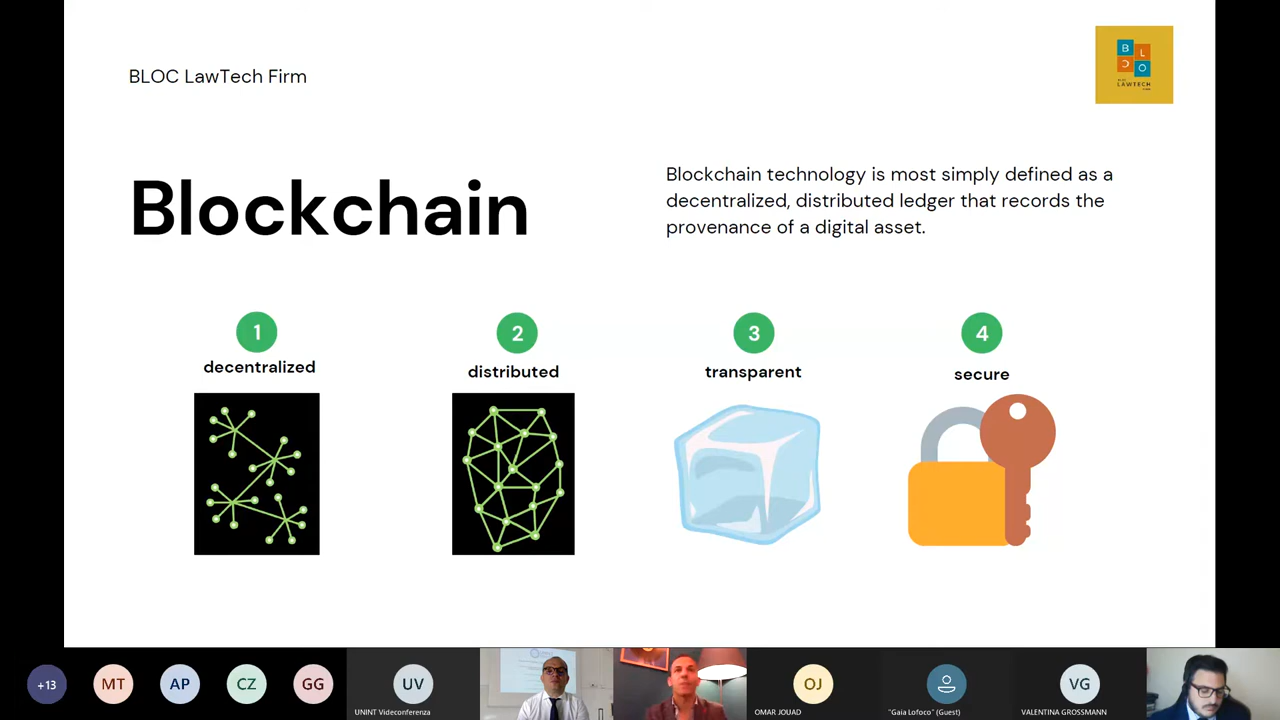 BLOC LawTech Firm
B
L
C
O
LAWTECH
Blockchain
Blockchain technology is most simply defined as a
decentralized, distributed ledger that records the
provenance of a digital asset.
1
2
3
4
decentralized
distributed
transparent
secure
+13
MT
AP
CZ
GG
UV
OJ
VG
UNINT Videoconferenza
OMAR JOUAD
"Gaia Lofoco" (Guest)
VALENTINA GROSSMANN